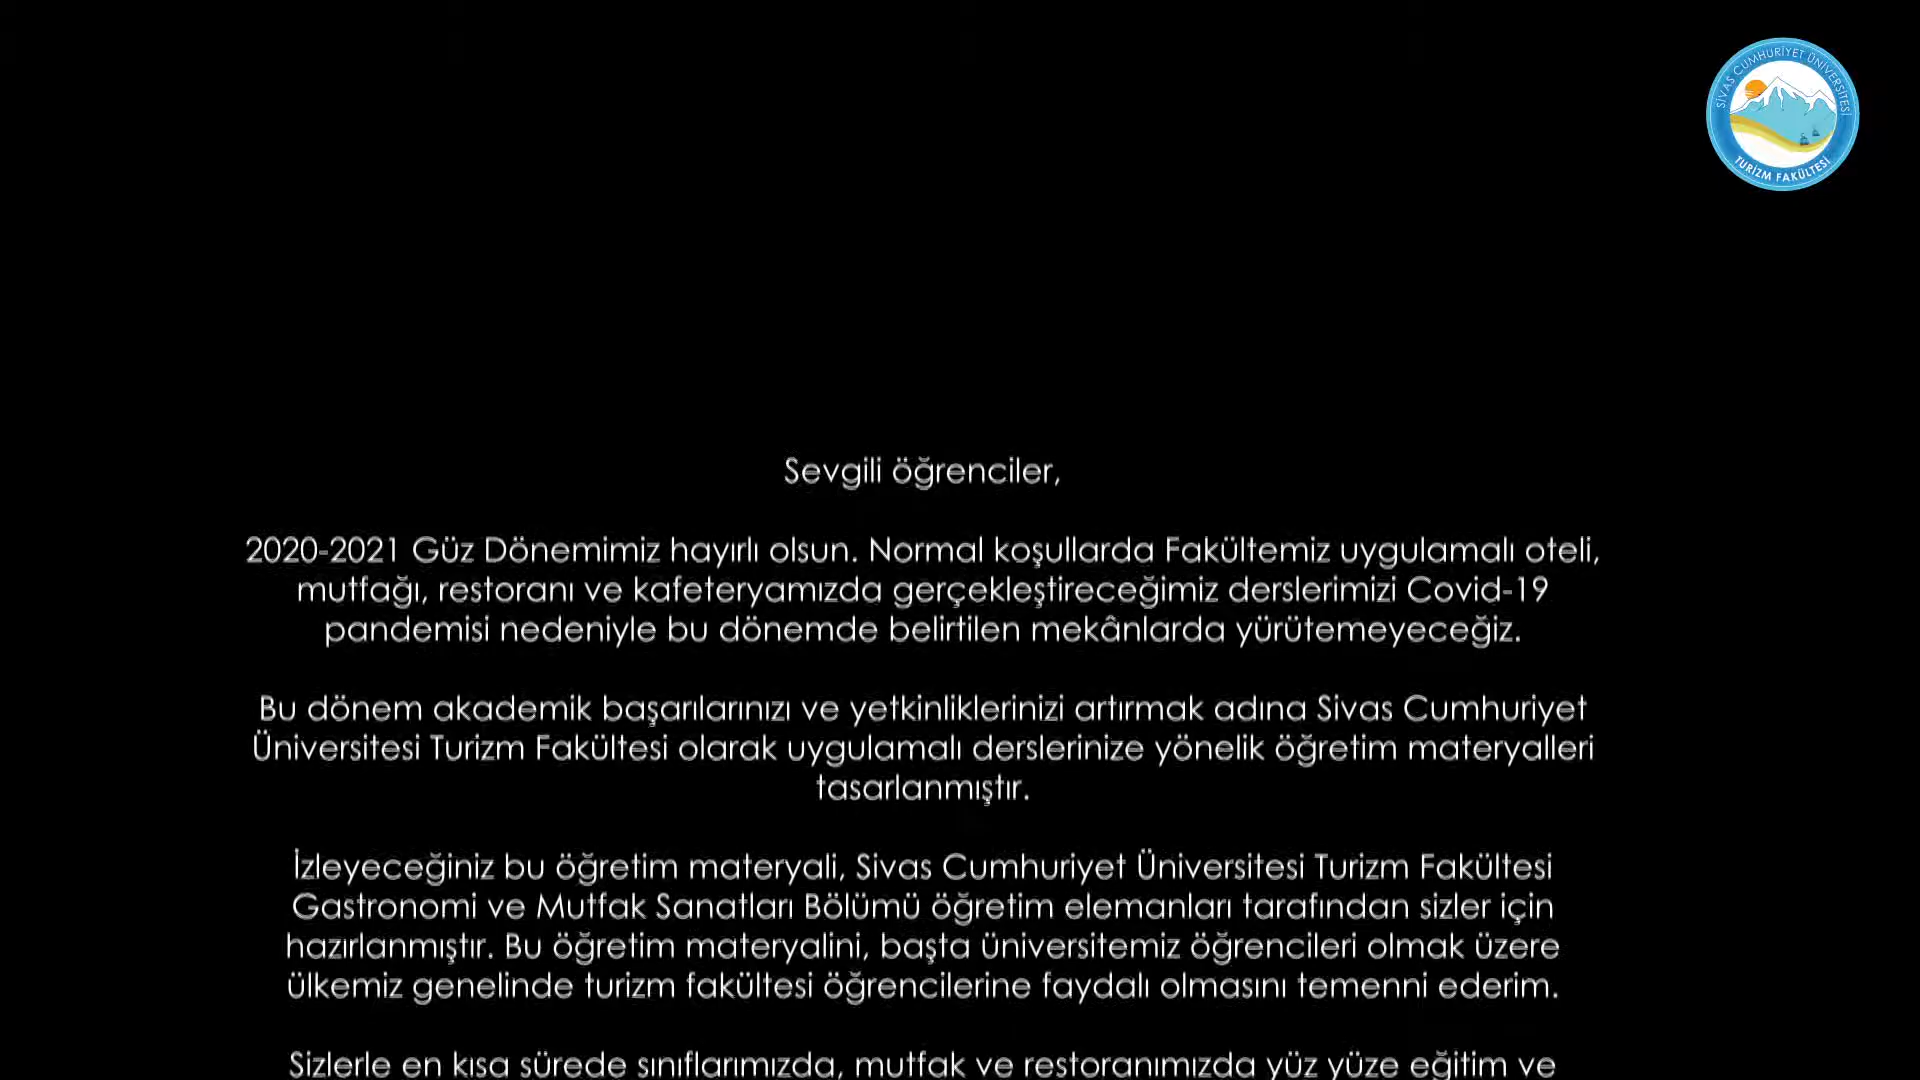 SİVAS CUMHURİYET ÜNİVERSİTESİ
TURİZM FAKÜLTESİ
Sevgili öğrenciler,
2020-2021 Güz Dönemimiz hayırlı olsun. Normal koşullarda Fakültemiz uygulamalı oteli,
mutfağı, restoranı ve kafeteryamızda gerçekleştireceğimiz derslerimizi Covid-19
pandemisi nedeniyle bu dönemde belirtilen mekânlarda yürütemeyeceğiz.
Bu dönem akademik başarılarınızı ve yetkinliklerinizi artırmak adına Sivas Cumhuriyet
Üniversitesi Turizm Fakültesi olarak uygulamalı derslerinize yönelik öğretim materyalleri
tasarlanmıştır.
İzleyeceğiniz bu öğretim materyali, Sivas Cumhuriyet Üniversitesi Turizm Fakültesi
Gastronomi ve Mutfak Sanatları Bölümü öğretim elemanları tarafından sizler için
hazırlanmıştır. Bu öğretim materyalini, başta üniversitemiz öğrencileri olmak üzere
ülkemiz genelinde turizm fakültesi öğrencilerine faydalı olmasını temenni ederim.
Sizlerle en kısa sürede sınıflarımızda, mutfak ve restoranımızda yüz yüze eğitim ve